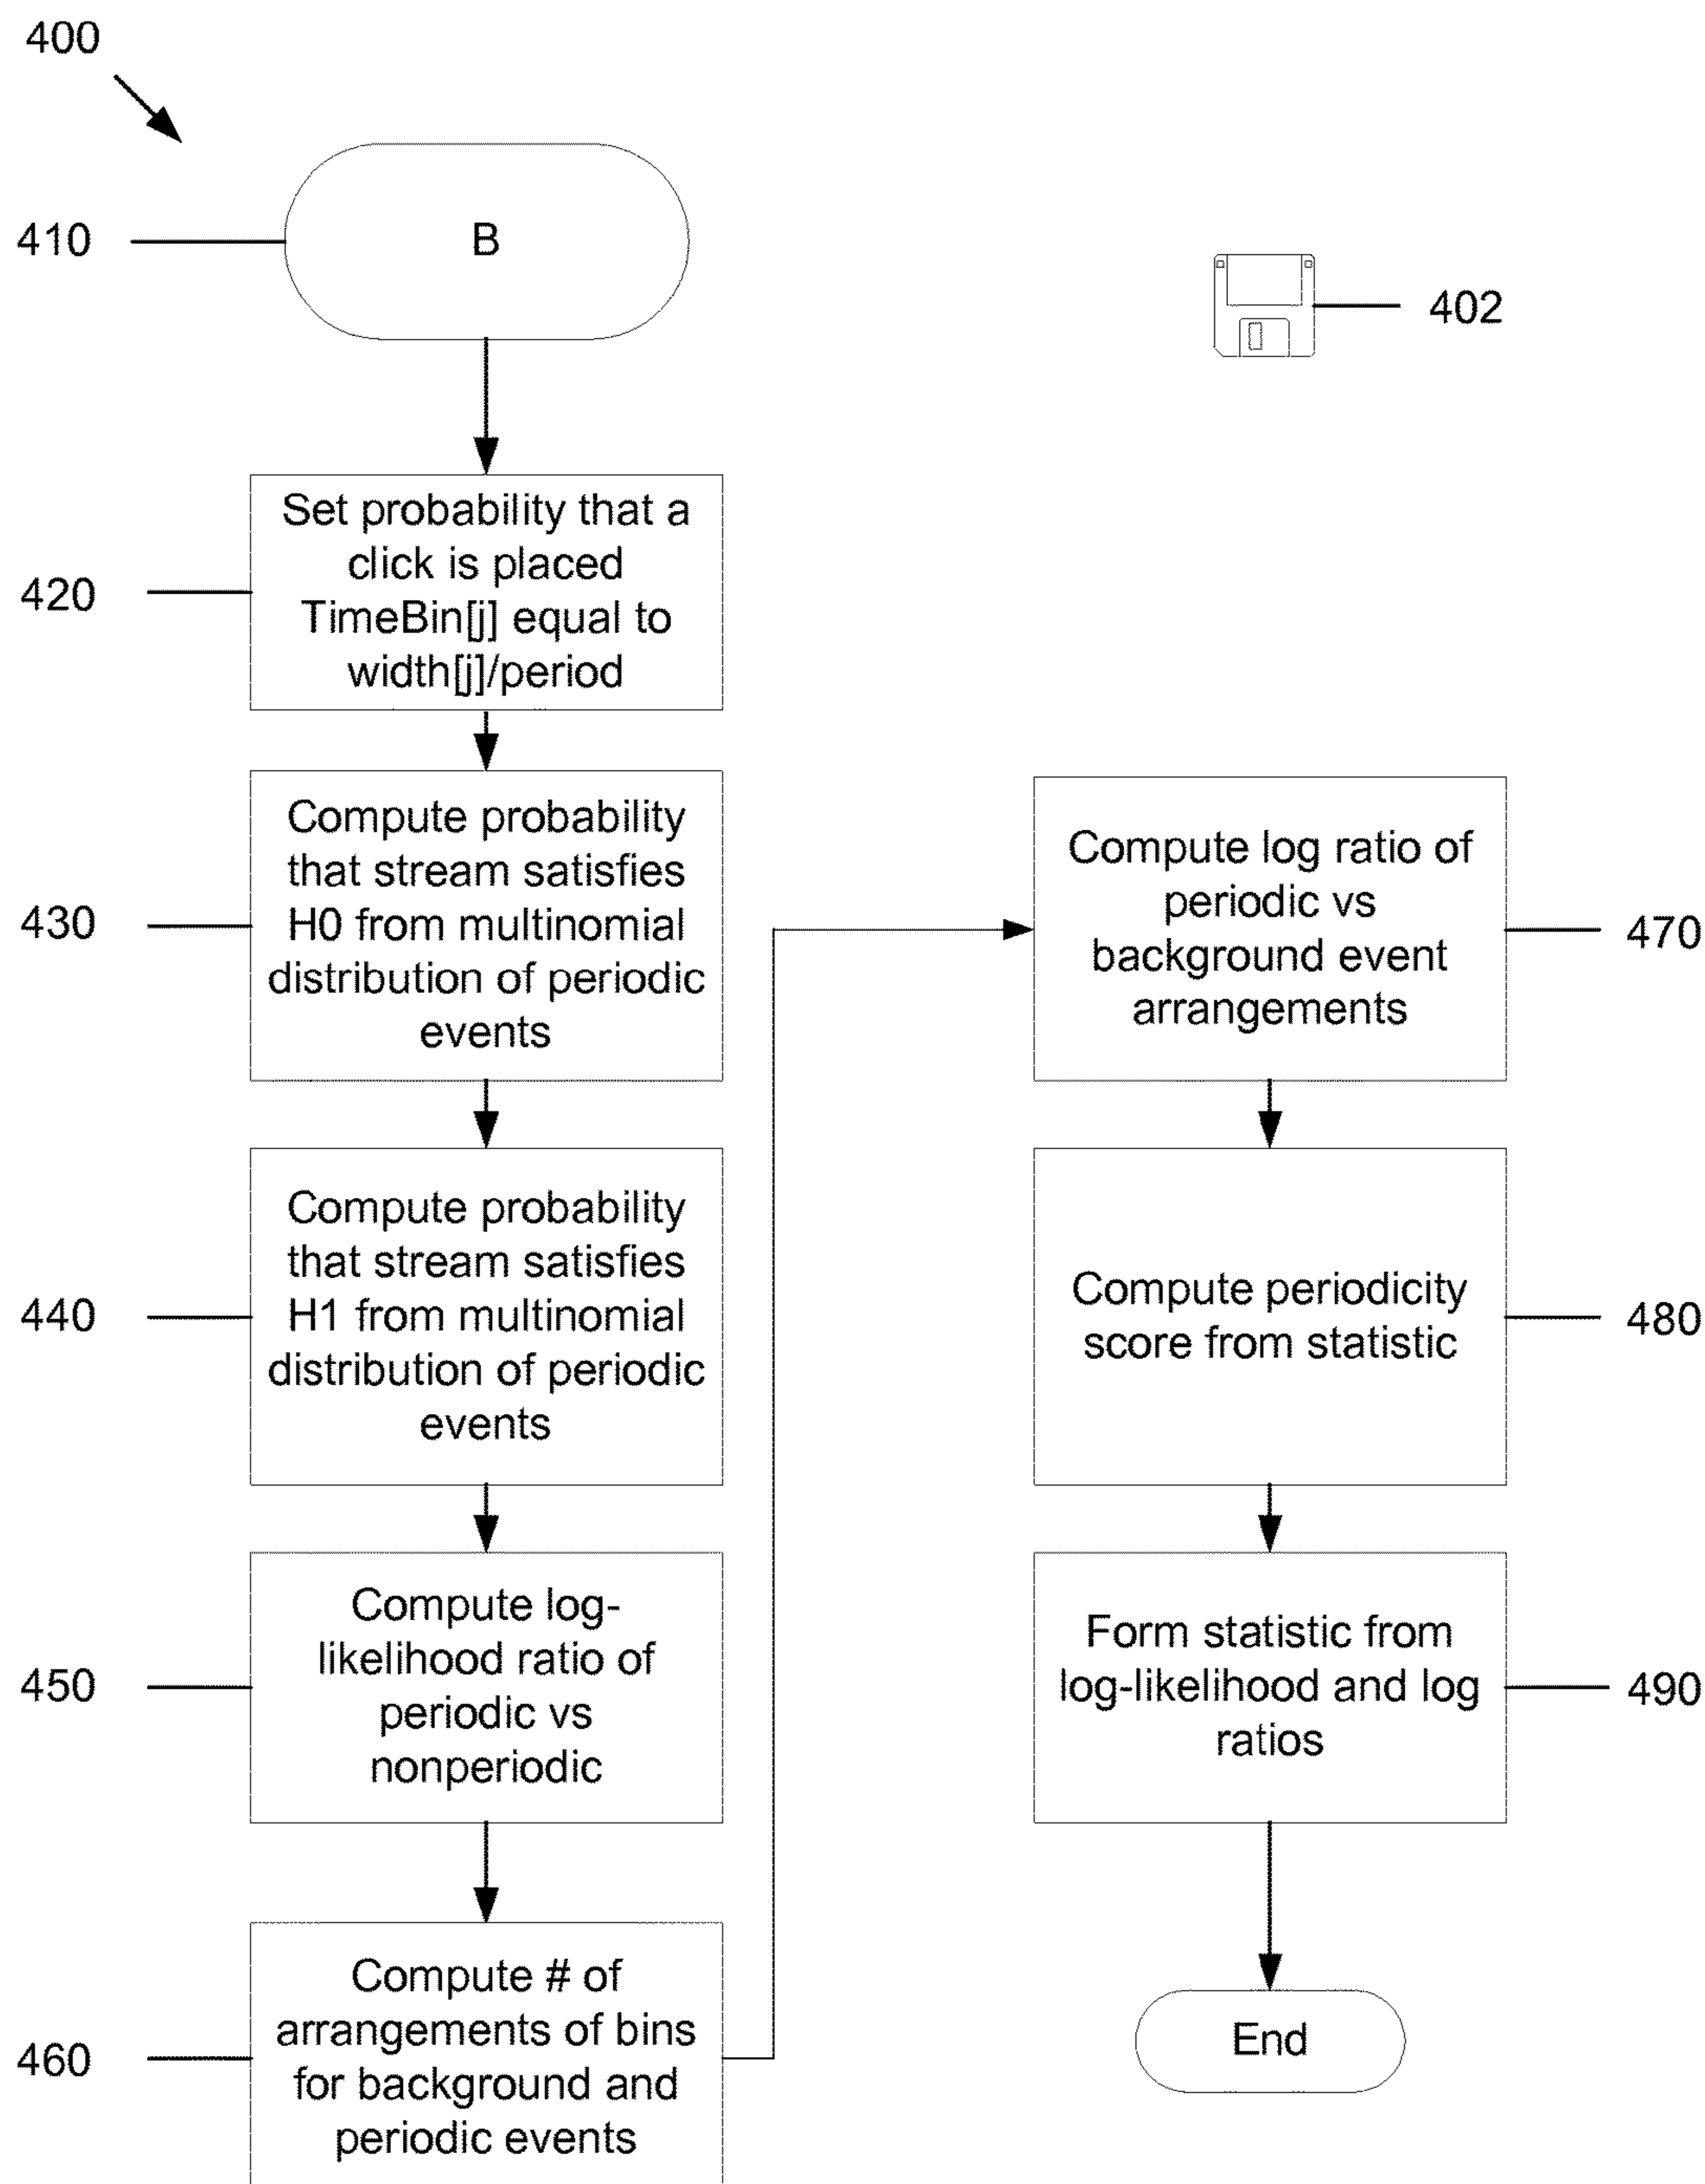 400
410
B
402
Set probability that a
click is placed
TimeBin[j] equal to
width[j]/period
420
Compute probability
that stream satisfies
H0 from multinomial
distribution of periodic
events
430
Compute probability
that stream satisfies
H1 from multinomial
distribution of periodic
events
440
Compute log-
likelihood ratio of
periodic vs
nonperiodic
450
Compute # of
arrangements of bins
for background and
periodic events
460
Compute log ratio of
periodic vs
background event
arrangements
470
Compute periodicity
score from statistic
480
Form statistic from
log-likelihood and log
ratios
490
End